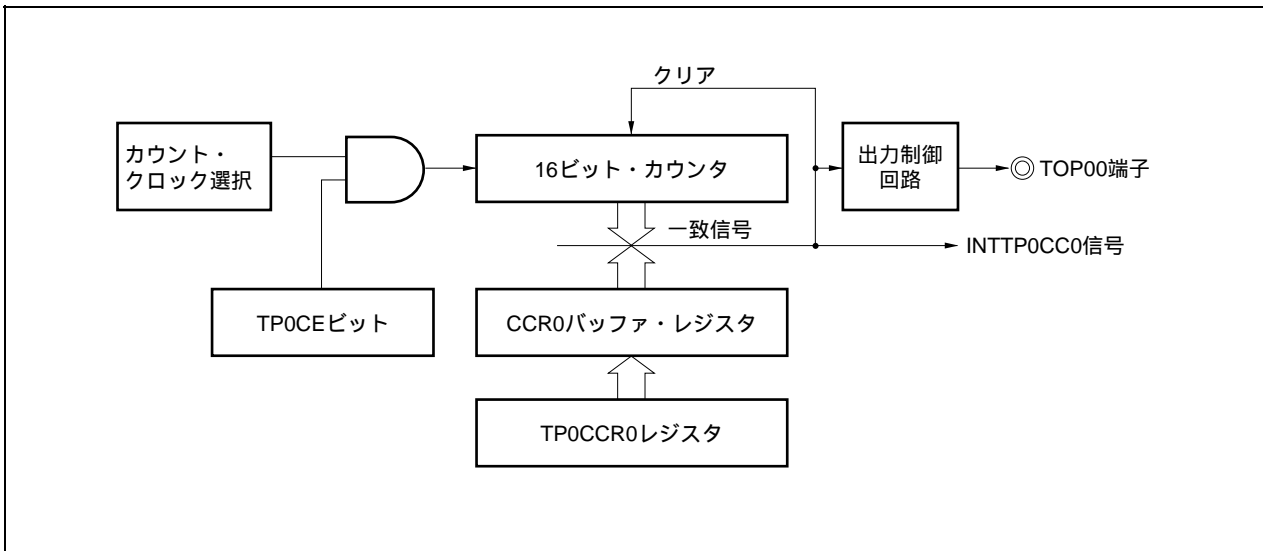 クリア
カウント・
クロック選択
16ビット・カウンタ
出力制御
回路
TOP00端子
一致信号
INTTP0CC0信号
TP0CEビット
CCR0バッファ・レジスタ
TP0CCR0レジスタ